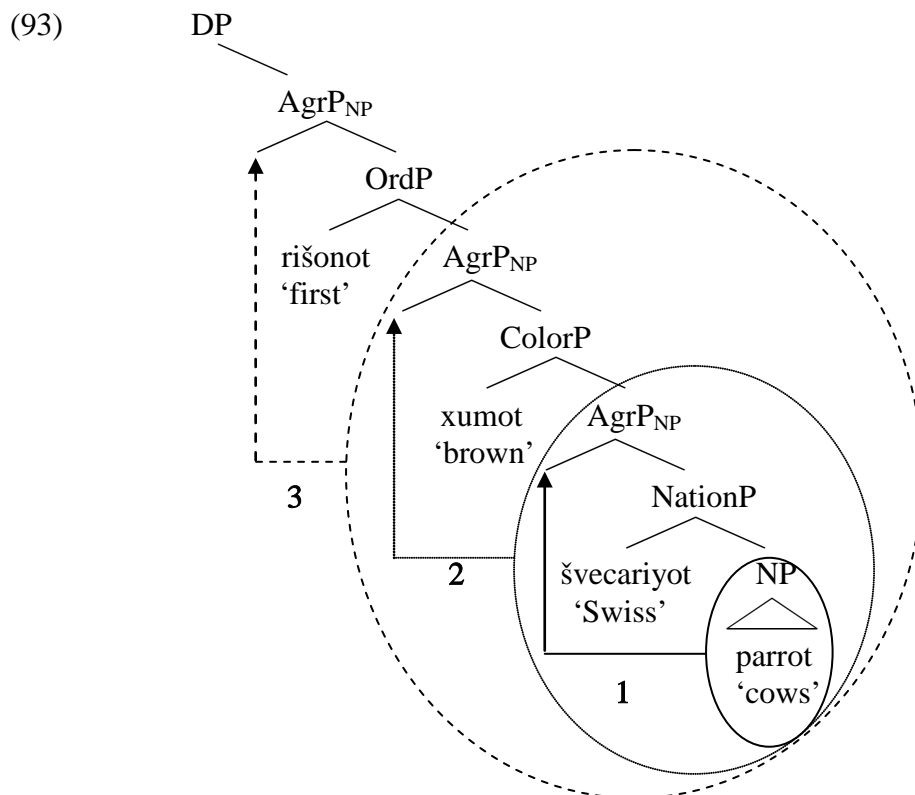 (93) DP
AgrP_NP
OrdP
rišonot
‘first’
AgrP_NP
ColorP
xumot
‘brown’
AgrP_NP
3
NationP
2
švecariyot
‘Swiss’
NP
parrot
‘cows’
1